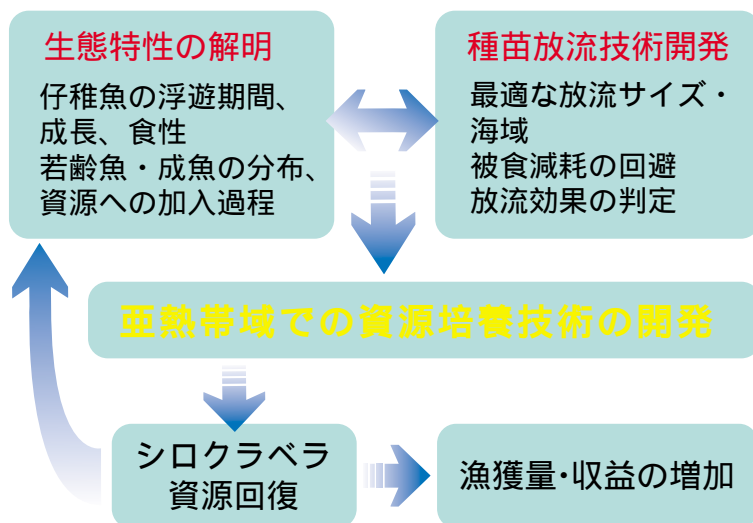 生態特性の解明
仔稚魚の浮遊期間、
成長、食性
若齢魚・成魚の分布、
資源への加入過程
種苗放流技術開発
最適な放流サイズ・
海域
被食減耗の回避
放流効果の判定
亜熱帯域での資源培養技術の開発
シロクラベラ
資源回復
漁獲量・収益の増加